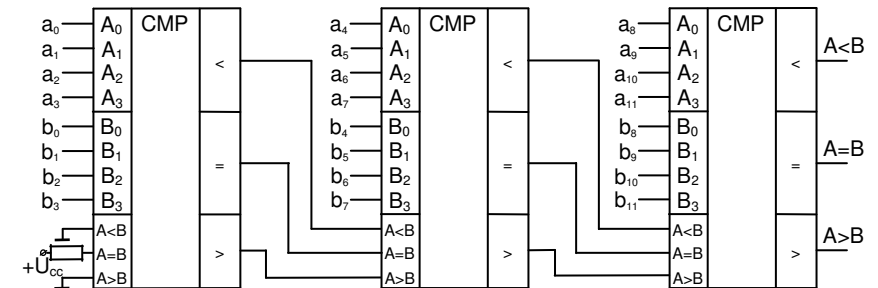 a₀ A₀ CMP
a₁ A₁ <
a₂ A₂
a₃ A₃
b₀ B₀
b₁ B₁ =
b₂ B₂
b₃ B₃
A<B
A=B >
+Ucc A>B
a₄ A₀ CMP
a₅ A₁ <
a₆ A₂
a₇ A₃
b₄ B₀
b₅ B₁ =
b₆ B₂
b₇ B₃
A<B
A=B >
A>B
a₈ A₀ CMP
a₉ A₁ < A<B
a₁₀ A₂
a₁₁ A₃
b₈ B₀
b₉ B₁ = A=B
b₁₀ B₂
b₁₁ B₃
A<B
A=B > A>B
A>B